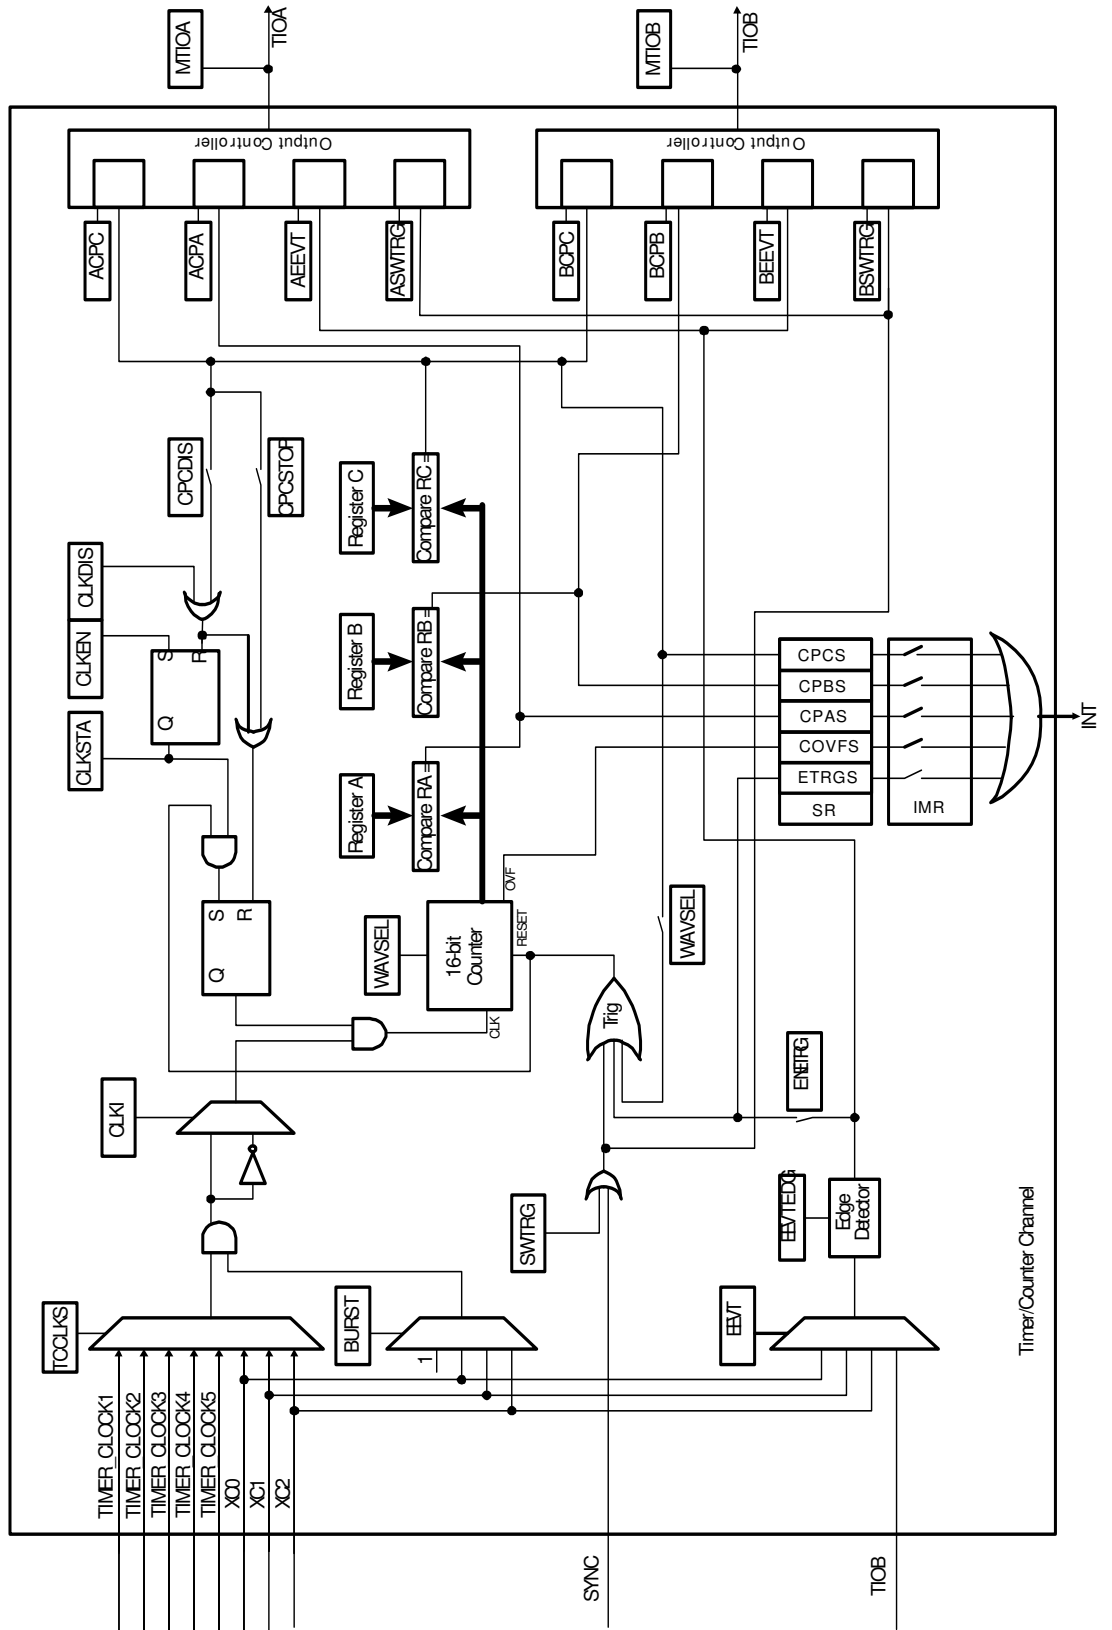 MTIOA
TIOA
MTIOB
TIOB
Output Controller
Output Controller
ACPC
ACPA
AEEVT
ASWTRG
BCPC
BCPB
BEEVT
BSWTRG
CPCDIS
CPCSTOP
Register C
Compare RC =
CLKDIS
CLKEN
CLKSTA
S
R
Q
Register B
Compare RB =
Register A
Compare RA =
CPCS
CPBS
CPAS
COVFS
ETRGS
SR
IMR
INT
S
R
Q
WAVSEL
16-bit
Counter
OVF
RESET
CLK
WAVSEL
Trig
ENETRG
CLKI
SWTRG
EEVTEDG
Edge
Detector
TCCLKS
BURST
1
EEVT
Timer/Counter Channel
TIMER_CLOCK1
TIMER_CLOCK2
TIMER_CLOCK3
TIMER_CLOCK4
TIMER_CLOCK5
XC0
XC1
XC2
SYNC
TIOB